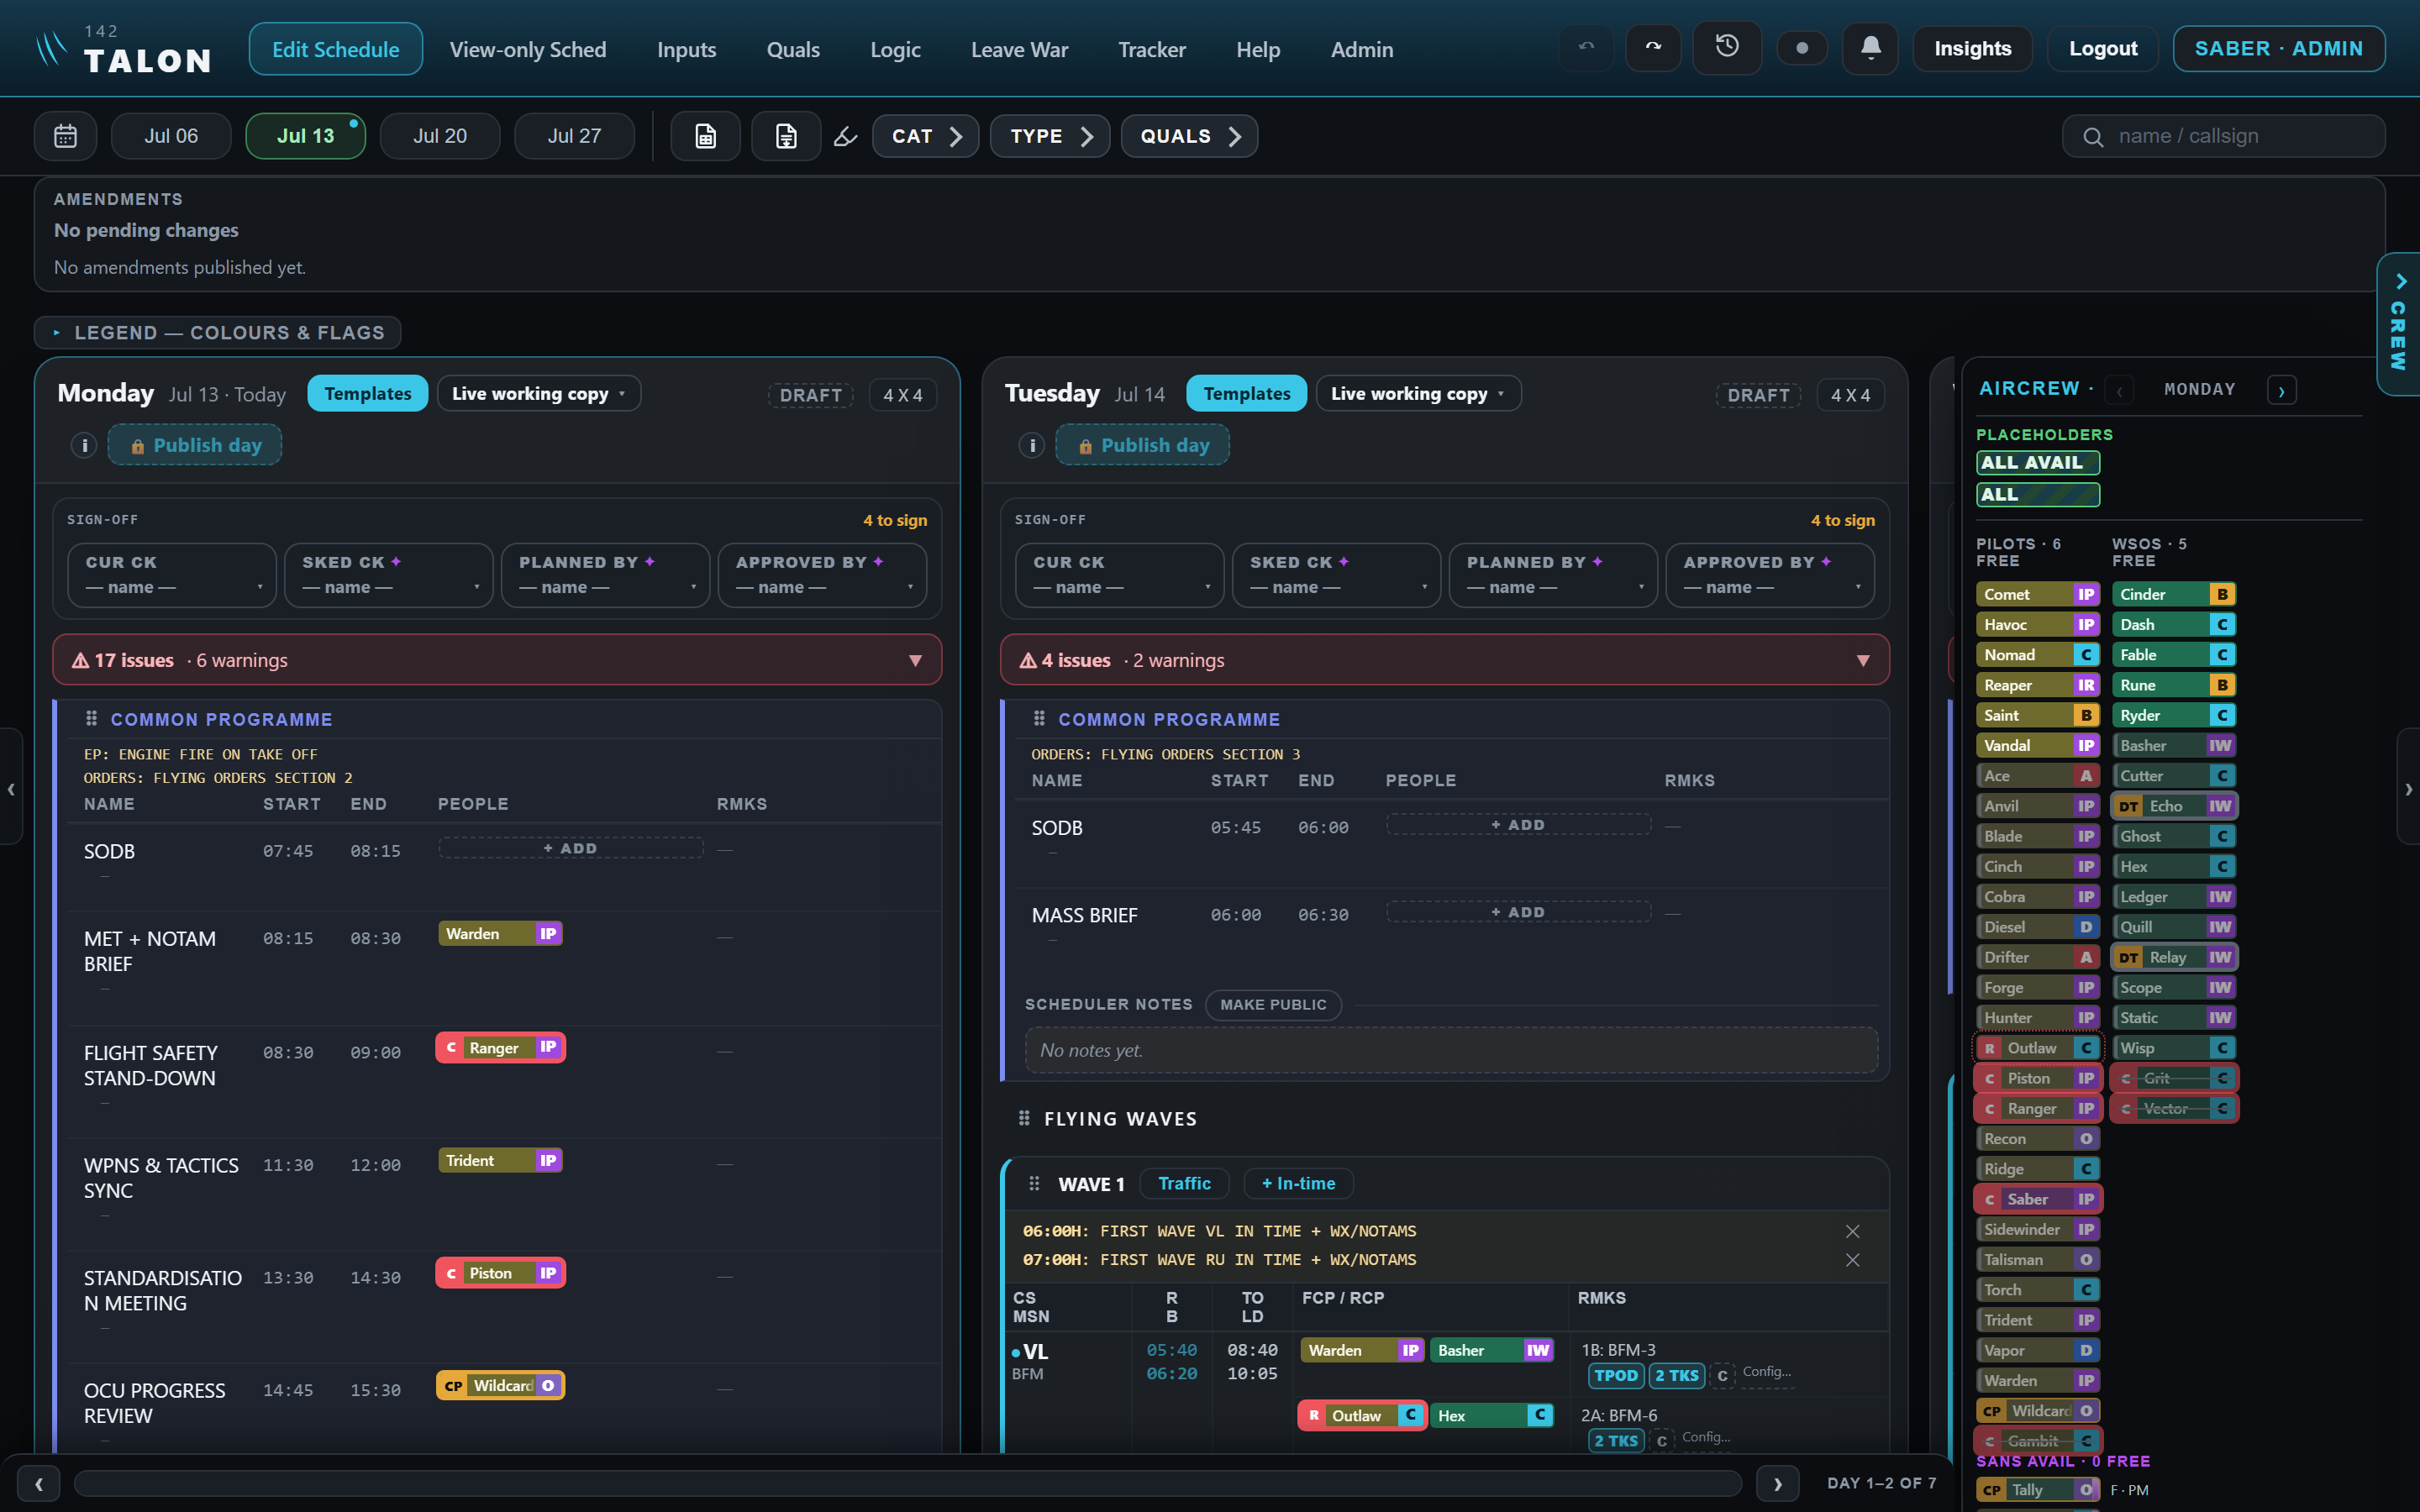 142
TALON
Edit Schedule
View-only Sched
Inputs
Quals
Logic
Leave War
Tracker
Help
Admin
Insights
Logout
SABER · ADMIN
Jul 06
Jul 13
Jul 20
Jul 27
CAT
TYPE
QUALS
name / callsign
AMENDMENTS
No pending changes
No amendments published yet.
LEGEND — COLOURS & FLAGS
CREW
Monday Jul 13 · Today
Templates
Live working copy
DRAFT
4 X 4
i
Publish day
SIGN-OFF
4 to sign
CUR CK
— name —
SKED CK
— name —
PLANNED BY
— name —
APPROVED BY
— name —
17 issues · 6 warnings
COMMON PROGRAMME
EP: ENGINE FIRE ON TAKE OFF
ORDERS: FLYING ORDERS SECTION 2
NAME START END PEOPLE RMKS
SODB 07:45 08:15 + ADD —
—
MET + NOTAM BRIEF 08:15 08:30 Warden IP —
—
FLIGHT SAFETY STAND-DOWN 08:30 09:00 C Ranger IP —
—
WPNS & TACTICS SYNC 11:30 12:00 Trident IP —
—
STANDARDISATIO
N MEETING 13:30 14:30 C Piston IP —
—
OCU PROGRESS REVIEW 14:45 15:30 CP Wildcard O —
—
Tuesday Jul 14
Templates
Live working copy
DRAFT
4 X 4
i
Publish day
SIGN-OFF
4 to sign
CUR CK
— name —
SKED CK
— name —
PLANNED BY
— name —
APPROVED BY
— name —
4 issues · 2 warnings
COMMON PROGRAMME
ORDERS: FLYING ORDERS SECTION 3
NAME START END PEOPLE RMKS
SODB 05:45 06:00 + ADD —
—
MASS BRIEF 06:00 06:30 + ADD —
—
SCHEDULER NOTES
MAKE PUBLIC
No notes yet.
FLYING WAVES
WAVE 1
Traffic
+ In-time
06:00H: FIRST WAVE VL IN TIME + WX/NOTAMS
07:00H: FIRST WAVE RU IN TIME + WX/NOTAMS
CS R TO FCP / RCP RMKS
MSN B LD
VL 05:40 08:40 Warden IP Basher IW 1B: BFM-3
BFM 06:20 10:05 TPOD 2 TKS C Config...
R Outlaw C Hex C 2A: BFM-6
2 TKS C Config...
AIRCREW · MONDAY
PLACEHOLDERS
ALL AVAIL
ALL
PILOTS · 6 FREE
WSOS · 5 FREE
Comet IP Cinder B
Havoc IP Dash C
Nomad C Fable C
Reaper IR Rune B
Saint B Ryder C
Vandal IP Basher IW
Ace A Cutter C
Anvil IP DT Echo IW
Blade IP Ghost C
Cinch IP Hex C
Cobra IP Ledger IW
Diesel D Quill IW
Drifter A DT Relay IW
Forge IP Scope IW
Hunter IP Static IW
R Outlaw C Wisp C
C Piston IP C Grit C
C Ranger IP C Vector C
Recon O
Ridge C
C Saber IP
Sidewinder IP
Talisman O
Torch C
Trident IP
Vapor D
Warden IP
CP Wildcard O
C Gambit C
SANS AVAIL · 0 FREE
CP Tally O F · PM
DAY 1–2 OF 7